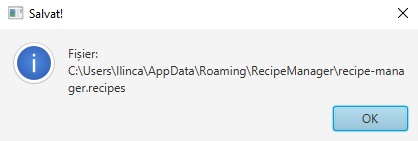 Salvat!
Fișier:
C:\Users\Ilinca\AppData\Roaming\RecipeManager\recipe-mana
ger.recipes
OK